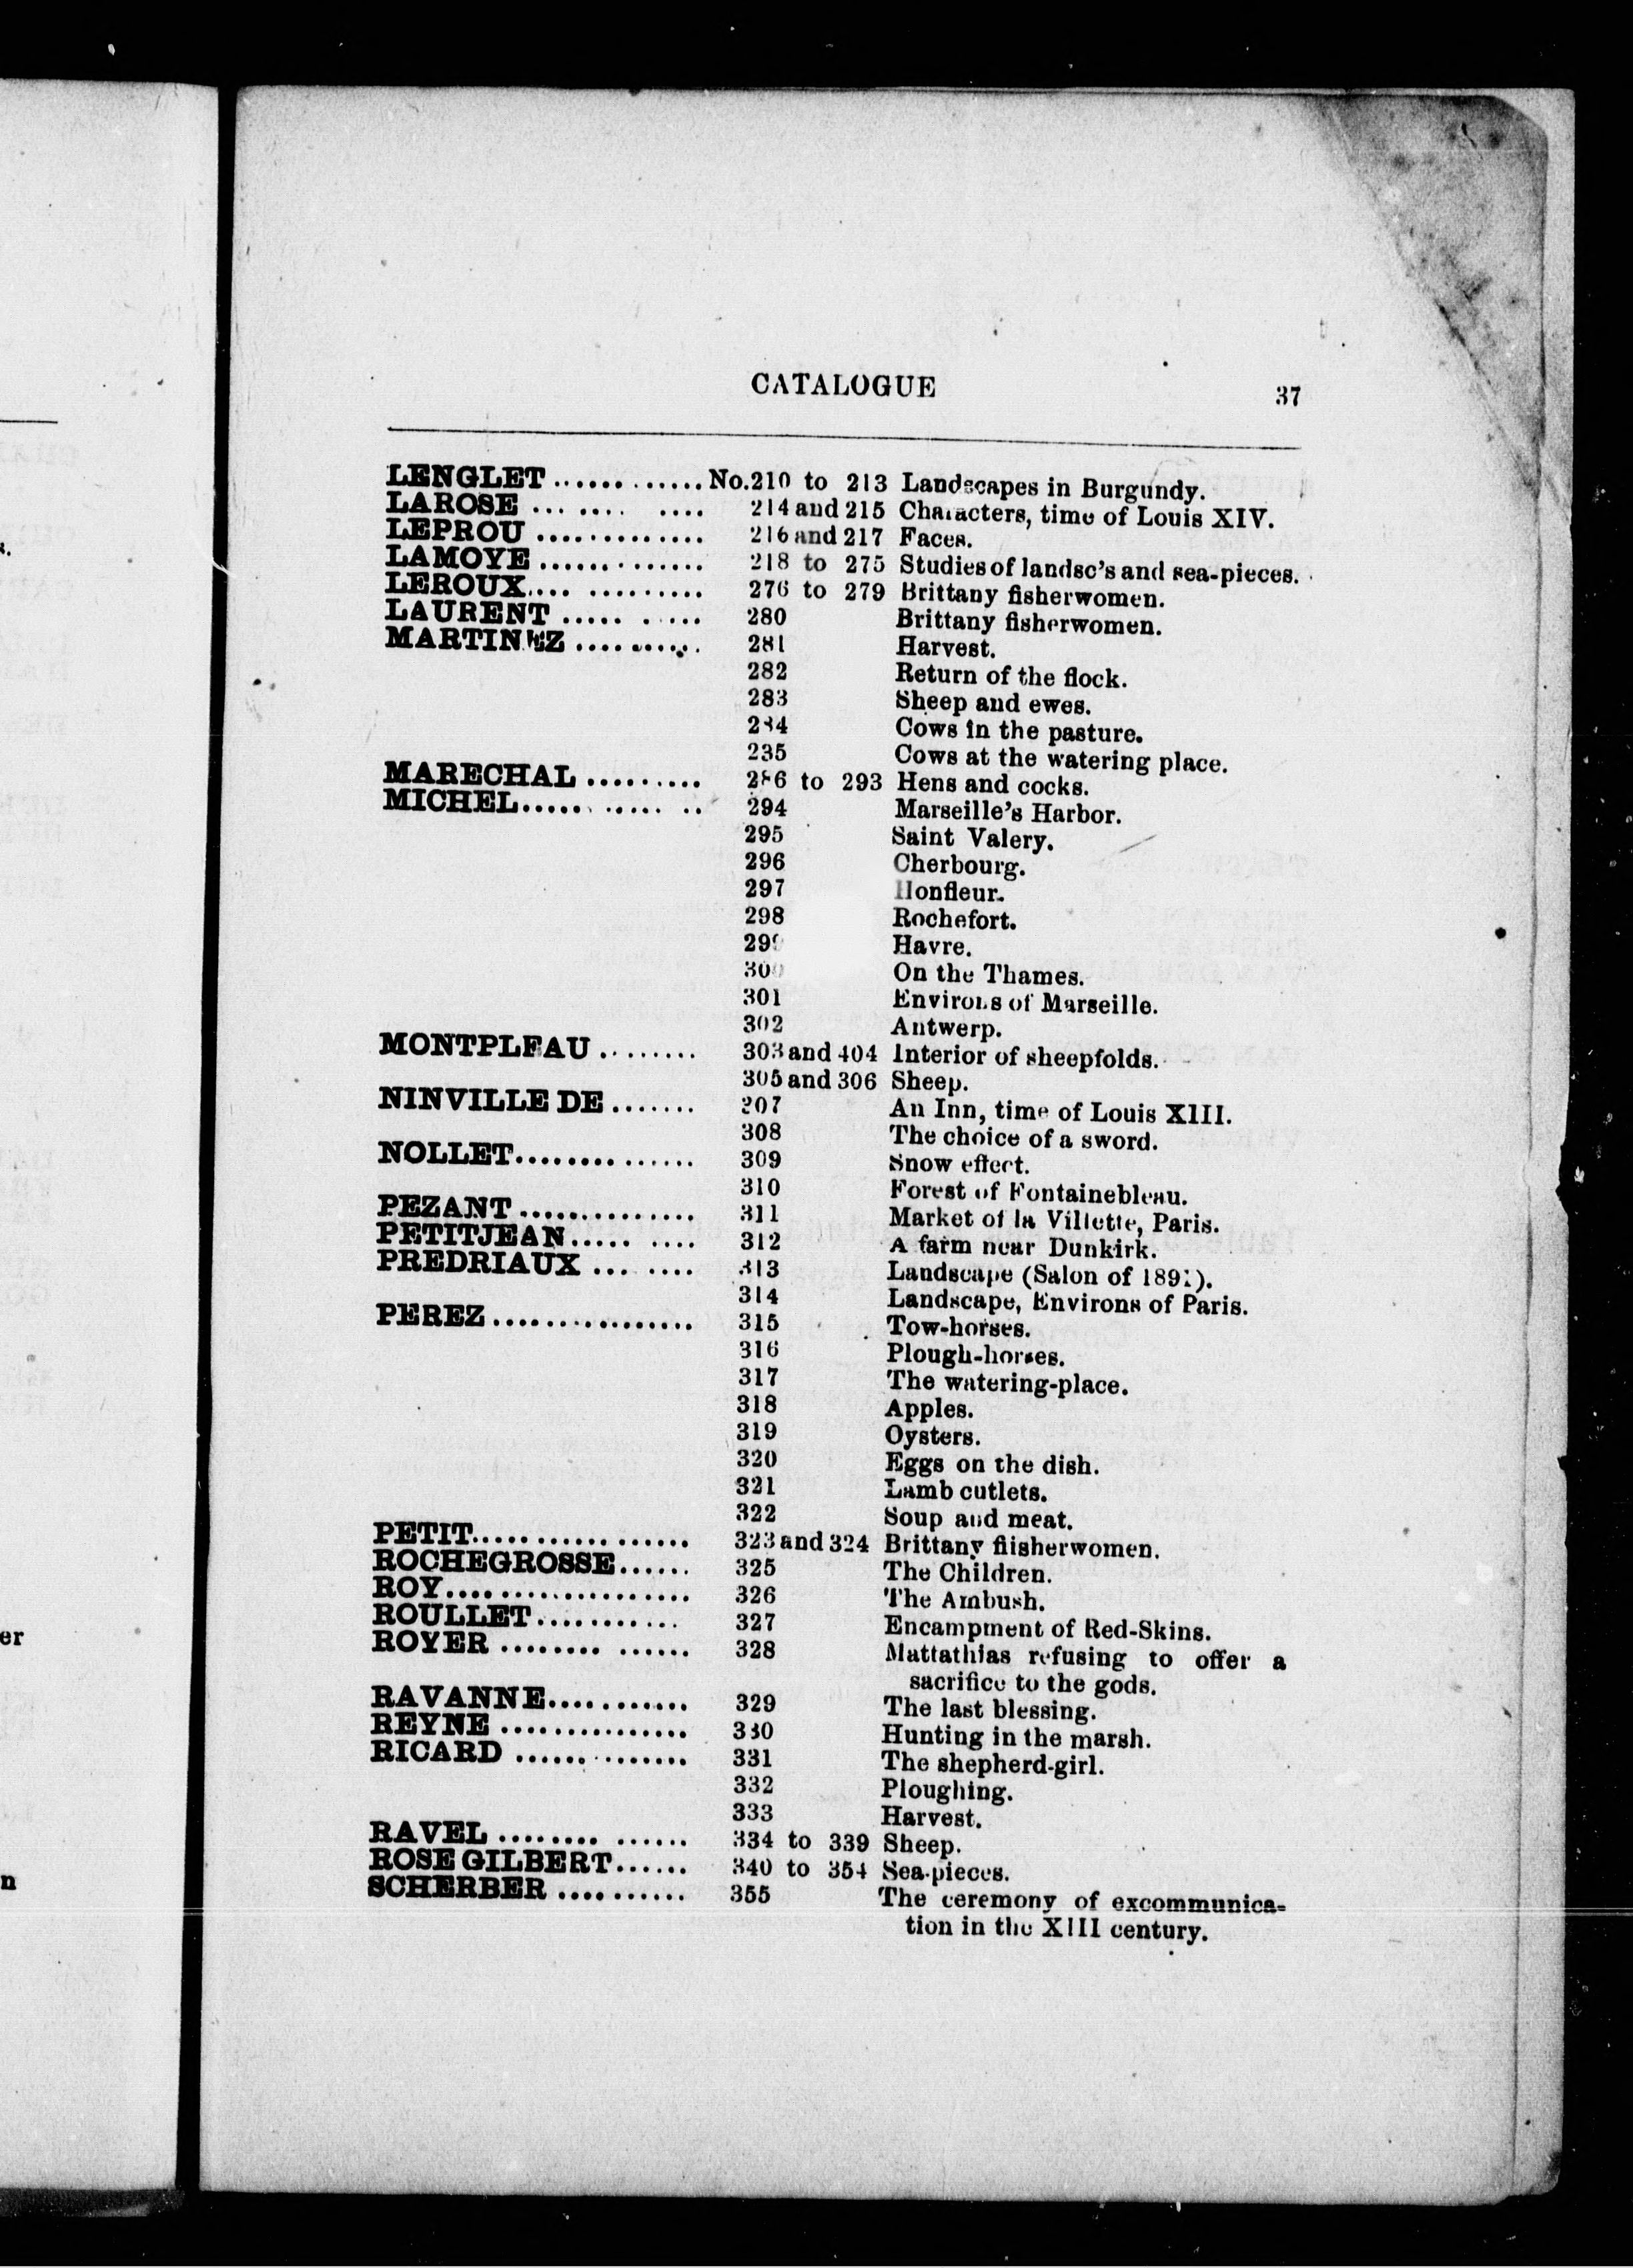 CATALOGUE 37
LENGLET ............ No.210 to 213 Landscapes in Burgundy.
LAROSE ... .... .... 214 and 215 Characters, time of Louis XIV.
LEPROU .............. 216 and 217 Faces.
LAMOYE .............. 218 to 275 Studies of landsc's and sea-pieces.
LEROUX.... ......... 276 to 279 Brittany fisherwomen.
LAURENT ..... ..... 280 Brittany fisherwomen.
MARTINEZ .......... 281 Harvest.
282 Return of the flock.
283 Sheep and ewes.
284 Cows in the pasture.
235 Cows at the watering place.
MARECHAL ......... 286 to 293 Hens and cocks.
MICHEL..... ..... .. 294 Marseille's Harbor.
295 Saint Valery.
296 Cherbourg.
297 Honfleur.
298 Rochefort.
299 Havre.
300 On the Thames.
301 Environs of Marseille.
302 Antwerp.
MONTPLEAU ........ 303 and 404 Interior of sheepfolds.
305 and 306 Sheep.
NINVILLE DE ....... 307 An Inn, time of Louis XIII.
308 The choice of a sword.
NOLLET.............. 309 Snow effect.
310 Forest of Fontainebleau.
PEZANT ............... 311 Market of la Villette, Paris.
PETITJEAN..... .... 312 A farm near Dunkirk.
PREDRIAUX ... .... 313 Landscape (Salon of 1892).
314 Landscape, Environs of Paris.
PEREZ ................ 315 Tow-horses.
316 Plough-horses.
317 The watering-place.
318 Apples.
319 Oysters.
320 Eggs on the dish.
321 Lamb cutlets.
322 Soup and meat.
PETIT................. 323 and 324 Brittany fiisherwomen.
ROCHEGROSSE...... 325 The Children.
ROY................... 326 The Ambush.
ROULLET........... 327 Encampment of Red-Skins.
ROYER ........ ...... 328 Mattathias refusing to offer a
sacrifice to the gods.
RAVANNE........... 329 The last blessing.
REYNE ............... 330 Hunting in the marsh.
RICARD ............. 331 The shepherd-girl.
332 Ploughing.
333 Harvest.
RAVEL ........ ...... 334 to 339 Sheep.
ROSE GILBERT...... 340 to 354 Sea-pieces.
SCHERBER .......... 355 The ceremony of excommunica-
tion in the XIII century.
er
n